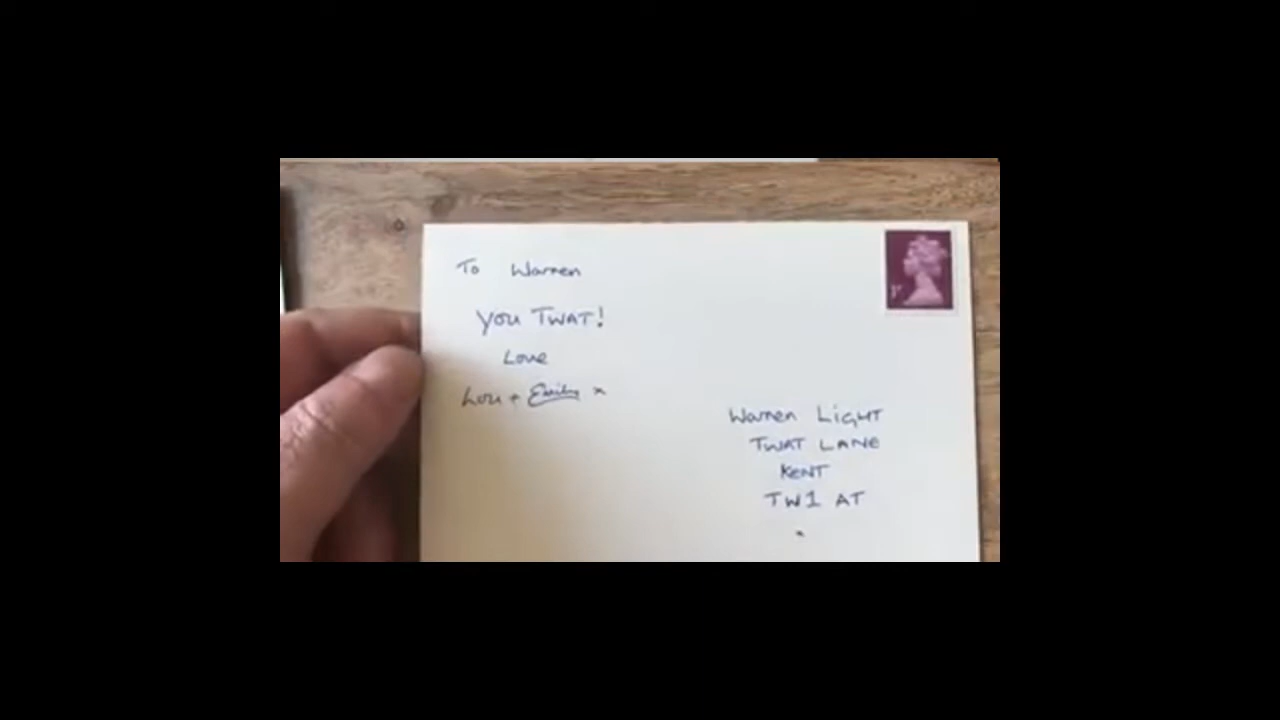 To Warren
You TWAT!
Love
Lou + Emily x
Warren LIGHT
TWAT LANE
KENT
TW1 AT